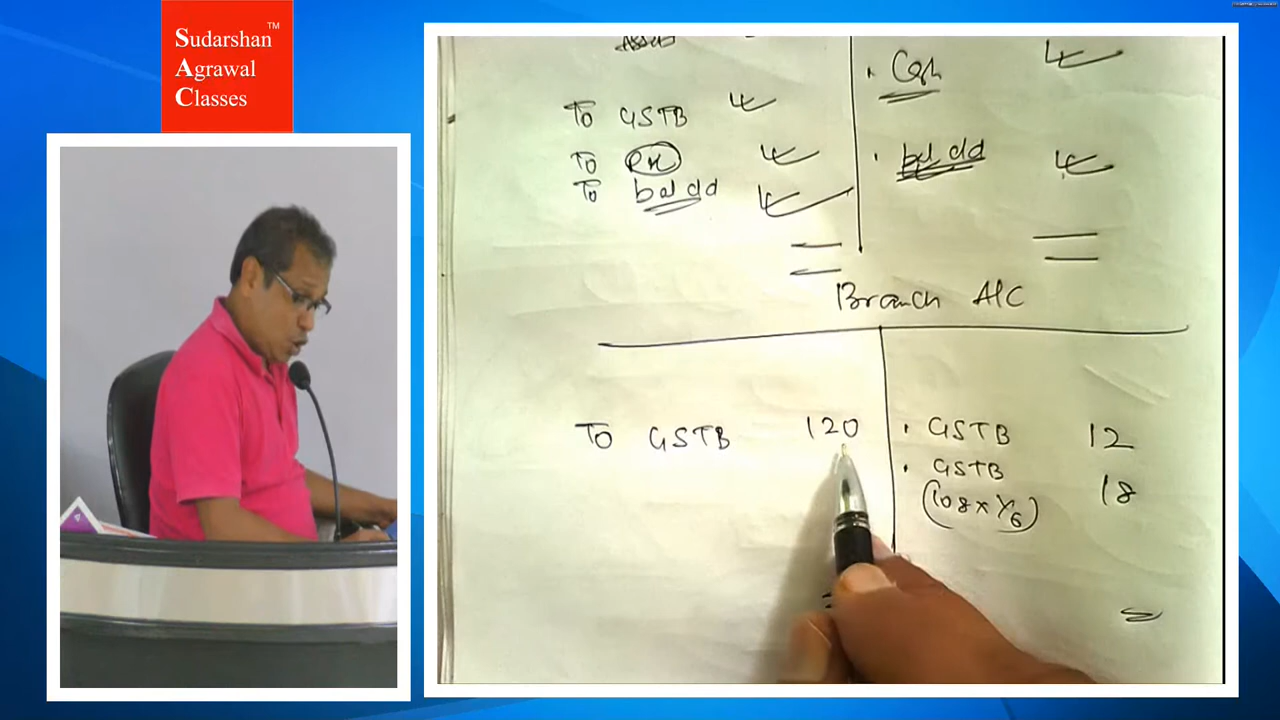 Sudarshan™
Agrawal
Classes
Cash
To GSTB
To
To bal dd
bal dd
Branch A/C
To GSTB 120
GSTB 12
GSTB 18
(108 x 1/6)